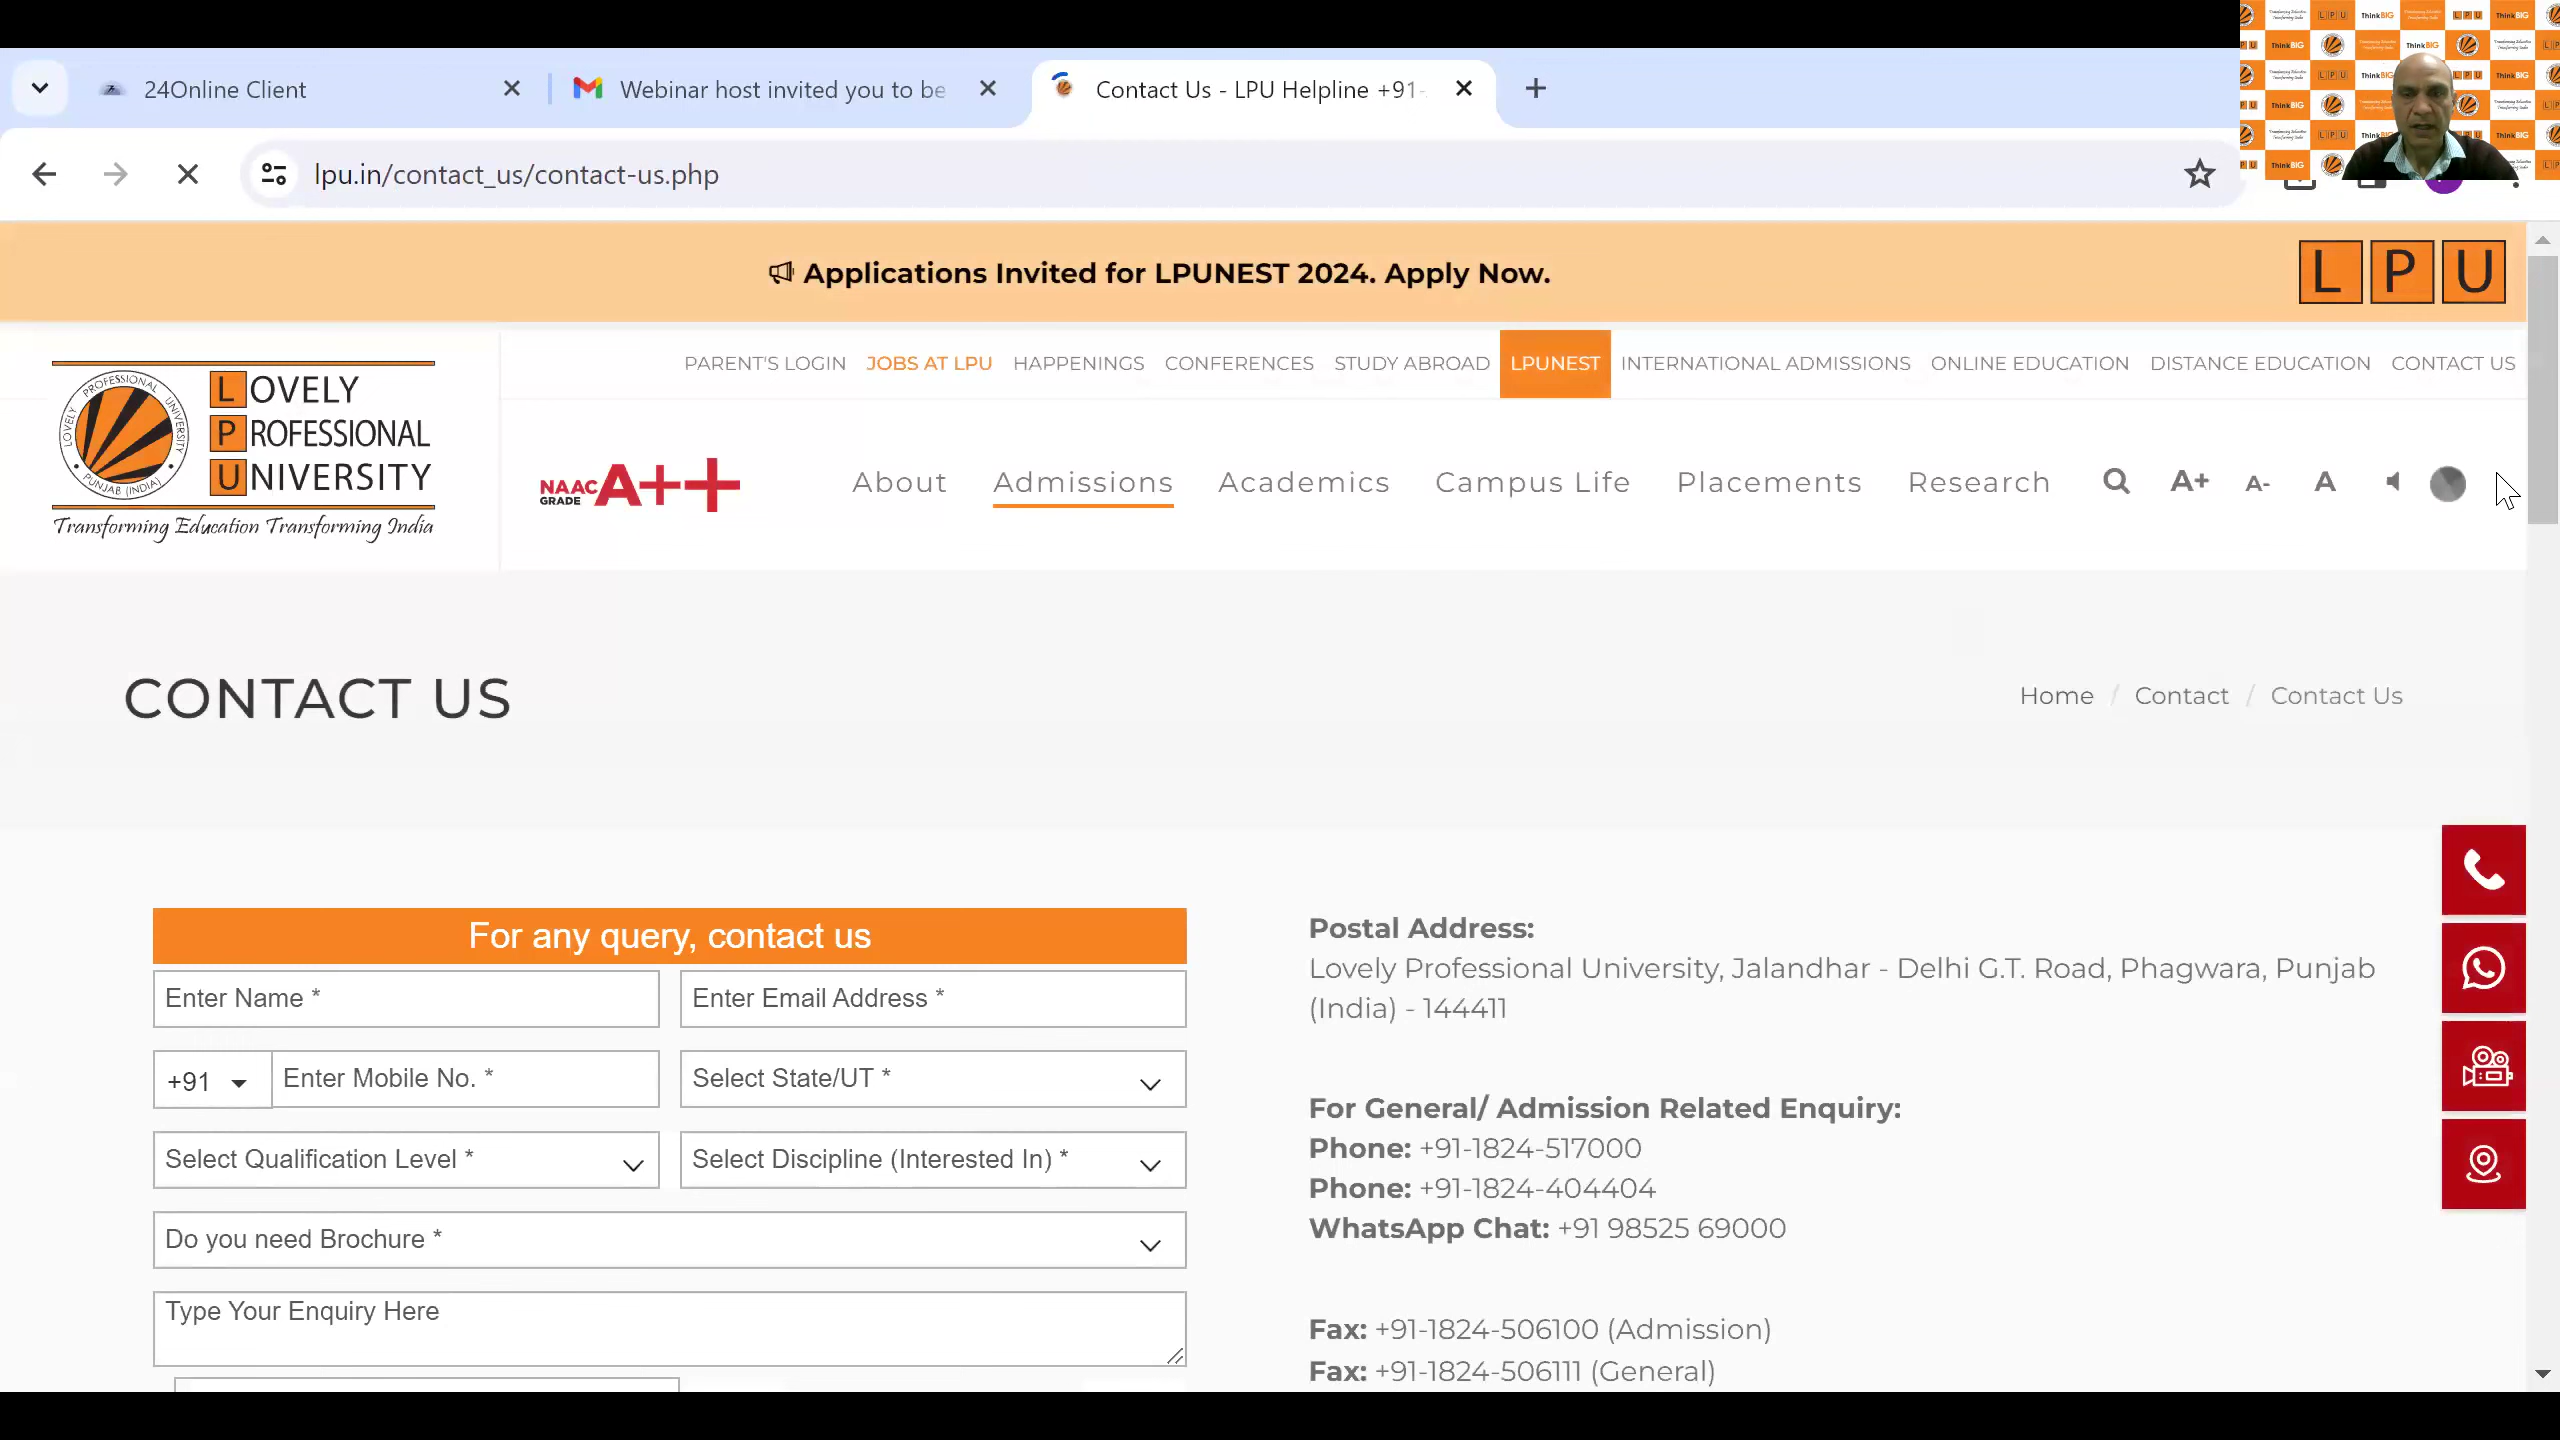 24Online Client
Webinar host invited you to be
Contact Us - LPU Helpline +91-
lpu.in/contact_us/contact-us.php
Applications Invited for LPUNEST 2024. Apply Now.
L P U
PARENT'S LOGIN JOBS AT LPU HAPPENINGS CONFERENCES STUDY ABROAD LPUNEST INTERNATIONAL ADMISSIONS ONLINE EDUCATION DISTANCE EDUCATION CONTACT US
LOVELY
PROFESSIONAL
UNIVERSITY
LOVELY PROFESSIONAL UNIVERSITY
PUNJAB (INDIA)
Transforming Education Transforming India
NAAC
GRADE A++
About Admissions Academics Campus Life Placements Research A+ A- A
CONTACT US
Home / Contact / Contact Us
For any query, contact us
Enter Name *
Enter Email Address *
+91 Enter Mobile No. *
Select State/UT *
Select Qualification Level *
Select Discipline (Interested In) *
Do you need Brochure *
Type Your Enquiry Here
Postal Address:
Lovely Professional University, Jalandhar - Delhi G.T. Road, Phagwara, Punjab
(India) - 144411
For General/ Admission Related Enquiry:
Phone: +91-1824-517000
Phone: +91-1824-404404
WhatsApp Chat: +91 98525 69000
Fax: +91-1824-506100 (Admission)
Fax: +91-1824-506111 (General)